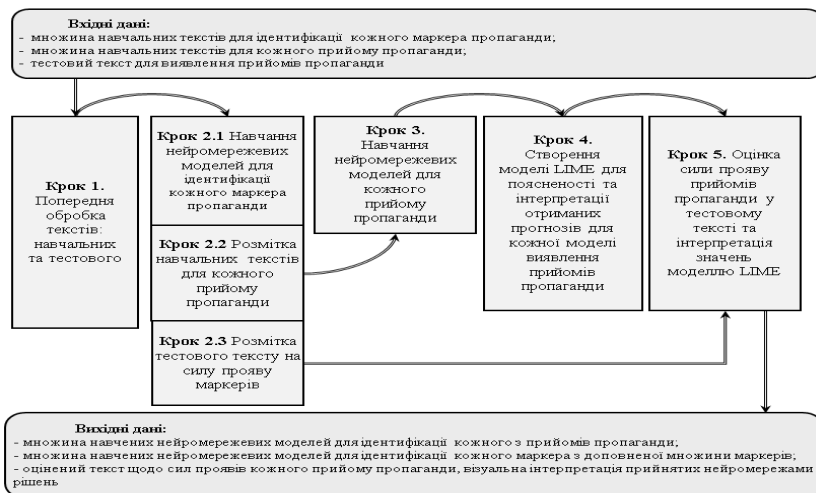 Вхідні дані:
- множина навчальних текстів для ідентифікації кожного маркера пропаганди;
- множина навчальних текстів для кожного прийому пропаганди;
- тестовий текст для виявлення прийомів пропаганди
Крок 1.
Попередня
обробка
текстів:
навчальних
та тестового
Крок 2.1 Навчання
нейромережевих
моделей для
ідентифікації
кожного маркера
пропаганди
Крок 2.2 Розмітка
навчальних текстів
для кожного
прийому
пропаганди
Крок 2.3 Розмітка
тестового тексту на
силу прояву
маркерів
Крок 3.
Навчання
нейромережевих
моделей для
кожного
прийому
пропаганди
Крок 4.
Створення
моделі LIME для
поясненості та
інтерпретації
отриманих
прогнозів для
кожної моделі
виявлення
прийомів
пропаганди
Крок 5. Оцінка
сили прояву
прийомів
пропаганди у
тестовому
тексті та
інтерпретація
значень
моделлю LIME
Вихідні дані:
- множина навчених нейромережевих моделей для ідентифікації кожного з прийомів пропаганди;
- множина навчених нейромережевих моделей для ідентифікації кожного маркера з доповненої множини маркерів;
- оцінений текст щодо сил проявів кожного прийому пропаганди, візуальна інтерпретація прийнятих нейромережами
рішень